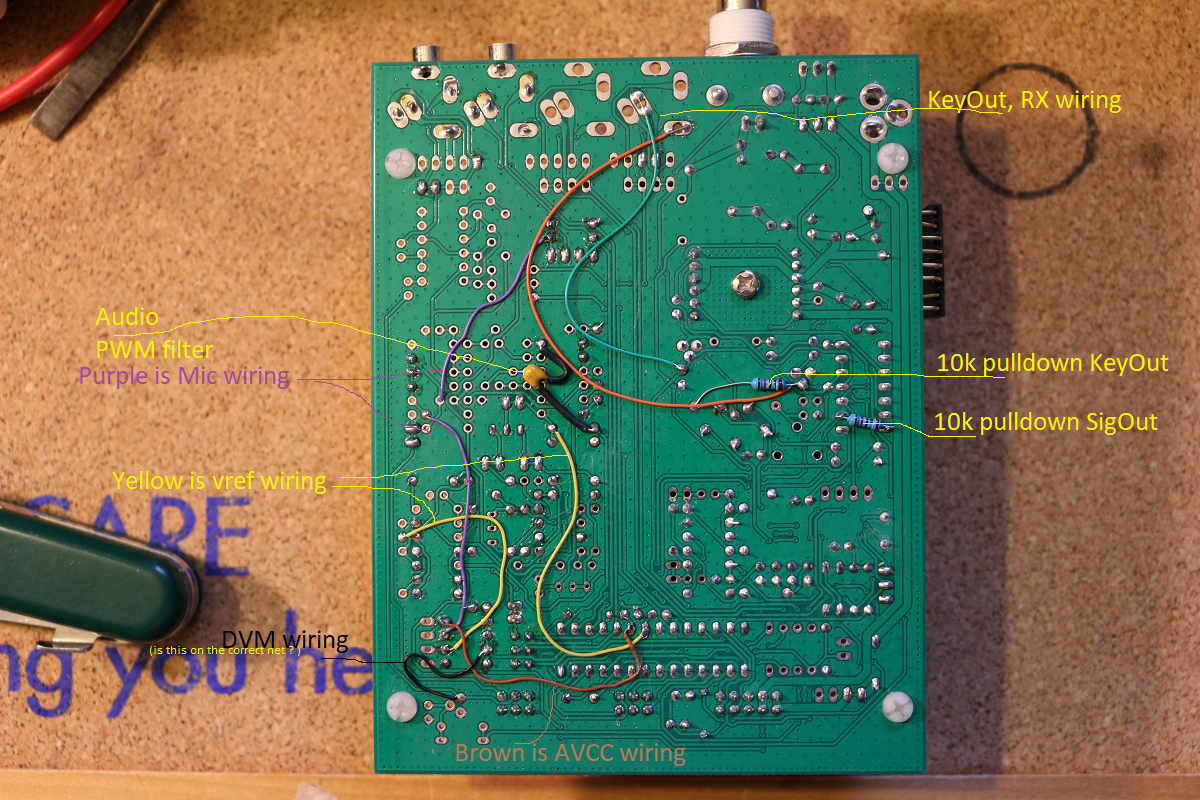 KeyOut, RX wiring
Audio
PWM filter
Purple is Mic wiring
10k pulldown KeyOut
10k pulldown SigOut
Yellow is vref wiring
CARE
DVM wiring
(is this on the correct net ? )
ng you he
Brown is AVCC wiring